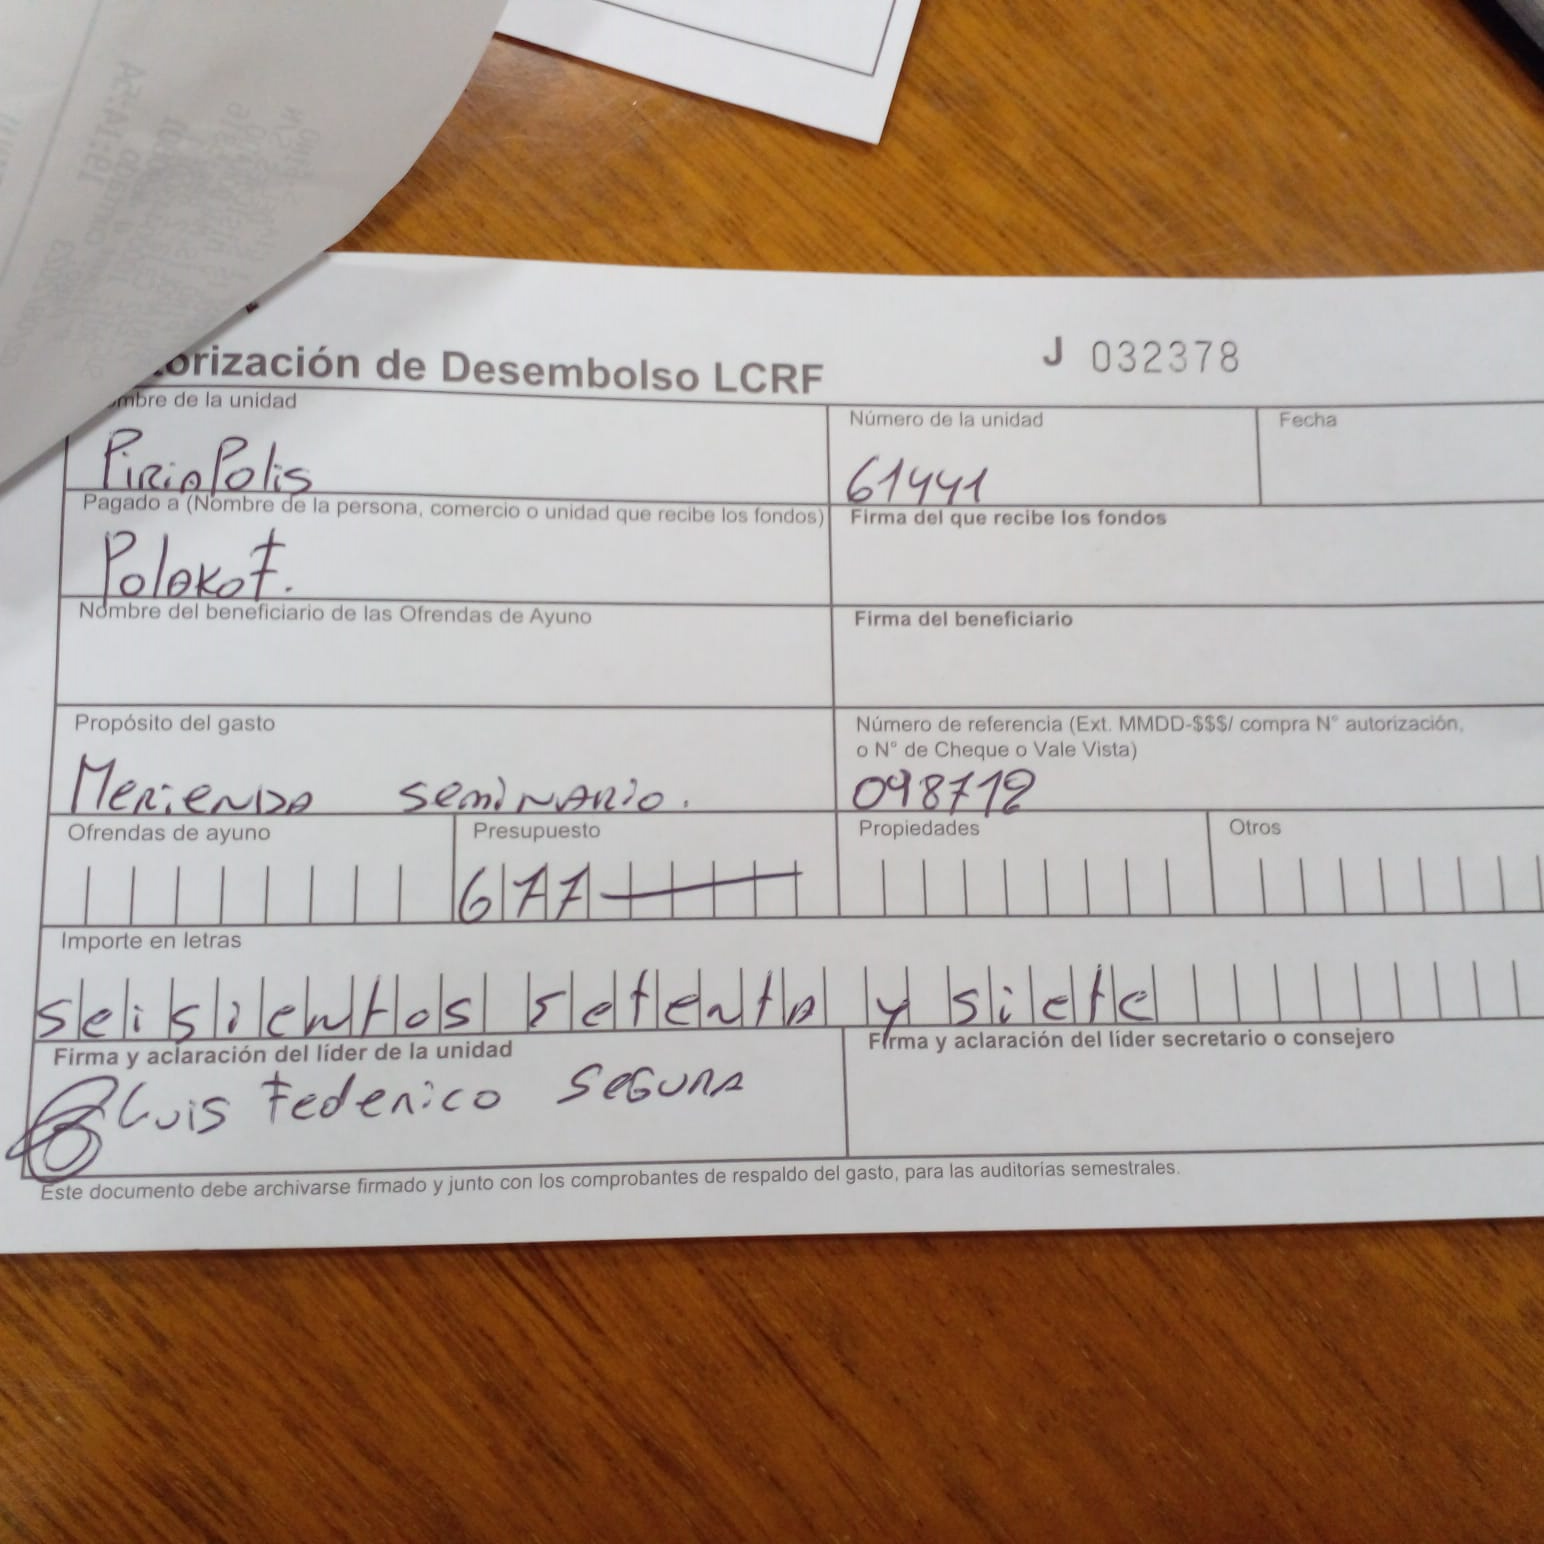 orización de Desembolso LCRF J 032378
mbre de la unidad Número de la unidad Fecha
PiriaPolis 61441
Pagado a (Nombre de la persona, comercio o unidad que recibe los fondos) Firma del que recibe los fondos
Polakof.
Nombre del beneficiario de las Ofrendas de Ayuno Firma del beneficiario
Propósito del gasto Número de referencia (Ext. MMDD-$$$/ compra N° autorización,
o N° de Cheque o Vale Vista)
Merienda seminario. 098712
Ofrendas de ayuno Presupuesto Propiedades Otros
677
Importe en letras
seisientos setenta y siete
Firma y aclaración del líder de la unidad Firma y aclaración del líder secretario o consejero
Luis Federico Segura
Este documento debe archivarse firmado y junto con los comprobantes de respaldo del gasto, para las auditorías semestrales.